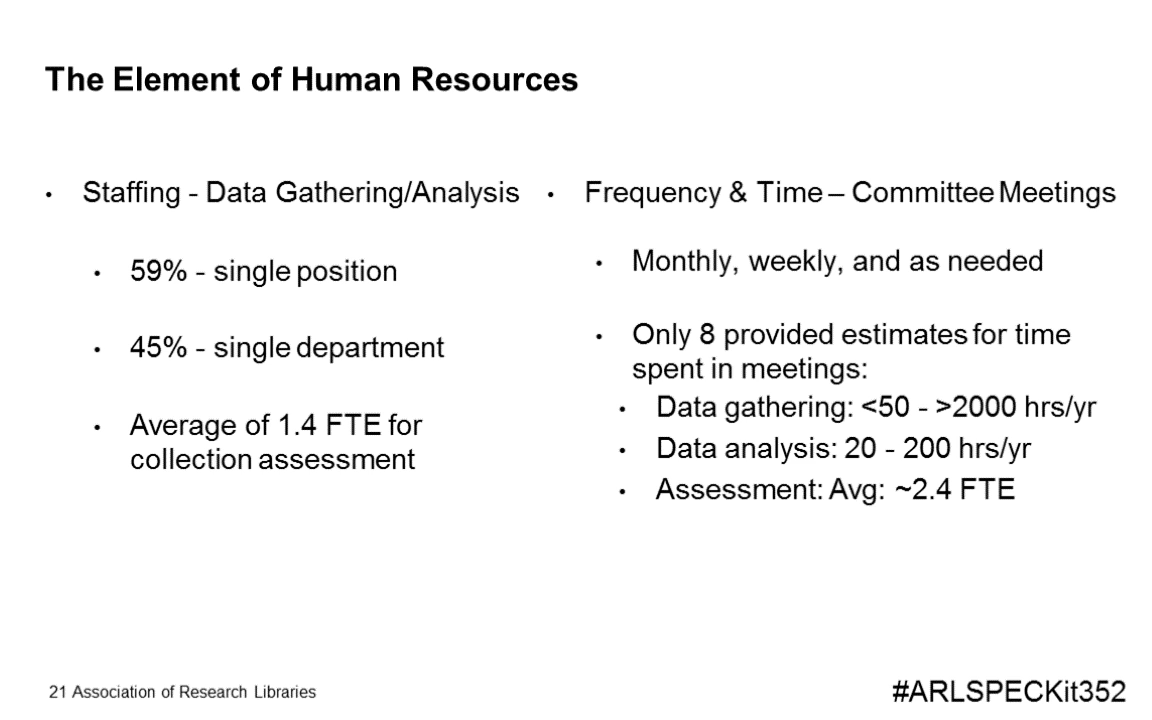 The Element of Human Resources
• Staffing - Data Gathering/Analysis
• 59% - single position
• 45% - single department
• Average of 1.4 FTE for
collection assessment
• Frequency & Time – Committee Meetings
• Monthly, weekly, and as needed
• Only 8 provided estimates for time
spent in meetings:
• Data gathering: <50 - >2000 hrs/yr
• Data analysis: 20 - 200 hrs/yr
• Assessment: Avg: ~2.4 FTE
21 Association of Research Libraries
#ARLSPECKit352